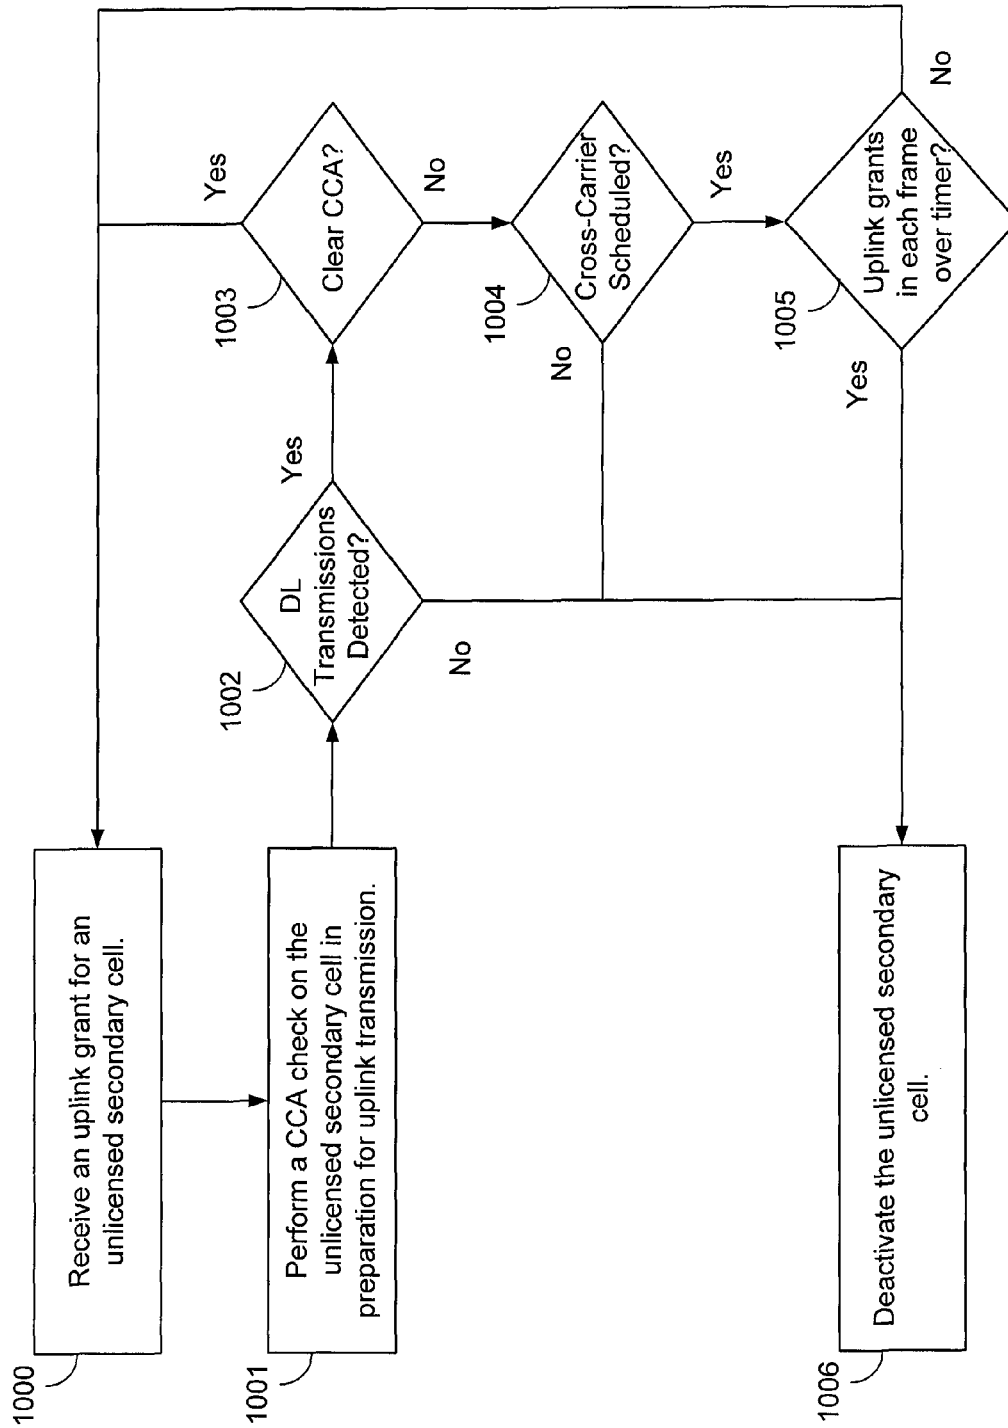 1000
Receive an uplink grant for an
unlicensed secondary cell.
1001
Perform a CCA check on the
unlicensed secondary cell in
preparation for uplink transmission.
1002
DL
Transmissions
Detected?
Yes
No
1003
Clear CCA?
Yes
No
1004
Cross-Carrier
Scheduled?
No
Yes
1005
Uplink grants
in each frame
over timer?
Yes
No
1006
Deactivate the unlicensed secondary
cell.